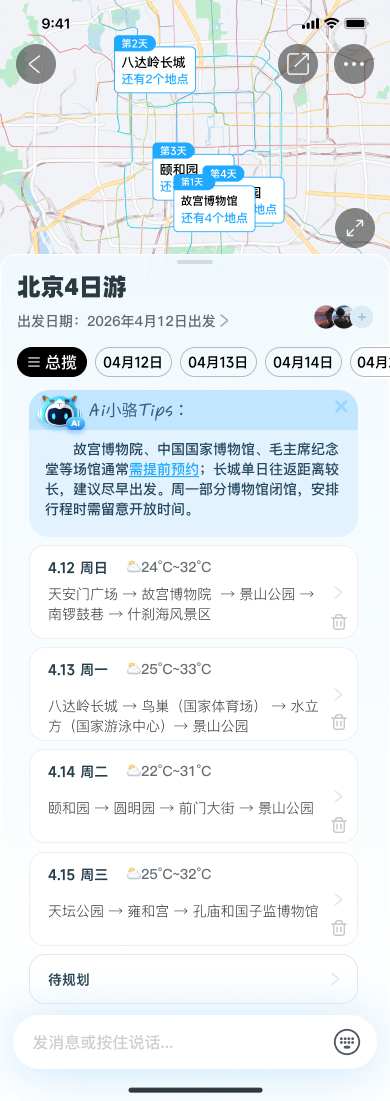 9:41
第2天
八达岭长城
还有2个地点
第3天
颐和园
还
第1天
第4天
园
故宫博物馆
地点
还有4个地点
北京4日游
出发日期：2026年4月12日出发
总揽
04月12日
04月13日
04月14日
04月
AI
Ai小骆Tips：
故宫博物院、中国国家博物馆、毛主席纪念
堂等场馆通常需提前预约；长城单日往返距离较
长，建议尽早出发。周一部分博物馆闭馆，安排
行程时需留意开放时间。
4.12 周日
24°C~32°C
天安门广场 → 故宫博物院 → 景山公园 →
南锣鼓巷 → 什刹海风景区
4.13 周一
25°C~33°C
八达岭长城 → 鸟巢（国家体育场） → 水立
方（国家游泳中心）→ 景山公园
4.14 周二
22°C~31°C
颐和园 → 圆明园 → 前门大街 → 景山公园
4.15 周三
25°C~32°C
天坛公园 → 雍和宫 → 孔庙和国子监博物馆
待规划
发消息或按住说话...